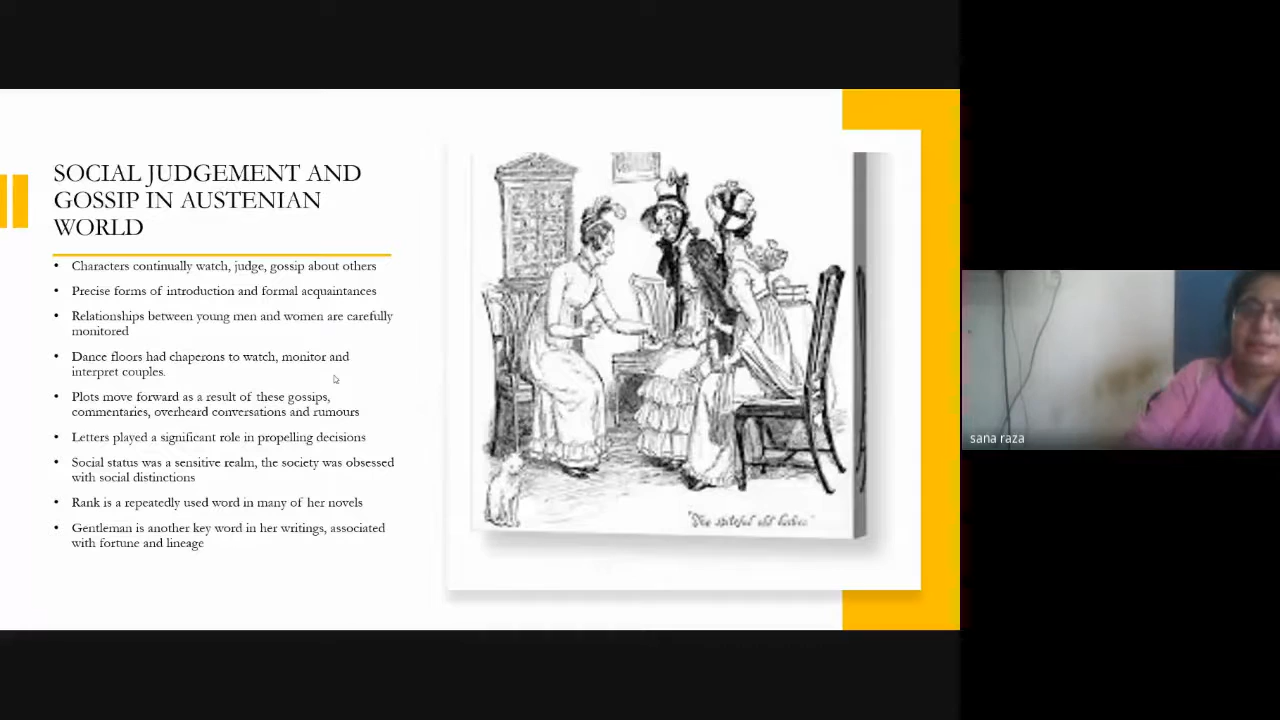 SOCIAL JUDGEMENT AND
GOSSIP IN AUSTENIAN
WORLD
• Characters continually watch, judge, gossip about others
• Precise forms of introduction and formal acquaintances
• Relationships between young men and women are carefully
monitored
• Dance floors had chaperons to watch, monitor and
interpret couples.
• Plots move forward as a result of these gossips,
commentaries, overheard conversations and rumours
• Letters played a significant role in propelling decisions
• Social status was a sensitive realm, the society was obsessed
with social distinctions
• Rank is a repeatedly used word in many of her novels
• Gentleman is another key word in her writings, associated
with fortune and lineage
"The spiteful old ladies"
sana raza